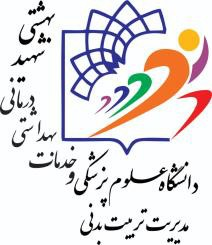 دانشگاه علوم پزشکی و خدمات
بهداشتی
درمانی
شهید
بهشتی
مدیریت تربیت بدنی